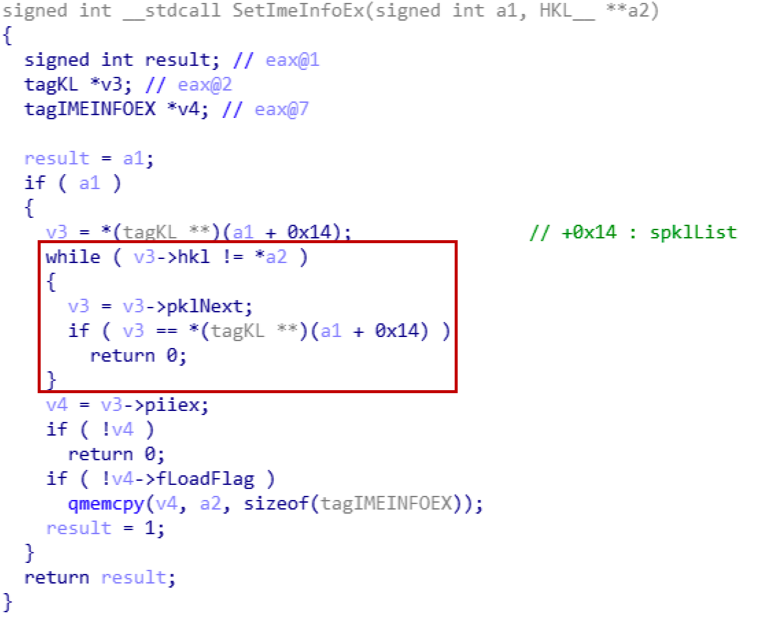 signed int __stdcall SetImeInfoEx(signed int a1, HKL__ **a2)
{
  signed int result; // eax@1
  tagKL *v3; // eax@2
  tagIMEINFOEX *v4; // eax@7

  result = a1;
  if ( a1 )
  {
    v3 = *(tagKL **)(a1 + 0x14);                // +0x14 : spklList
    while ( v3->hkl != *a2 )
    {
      v3 = v3->pklNext;
      if ( v3 == *(tagKL **)(a1 + 0x14) )
        return 0;
    }
    v4 = v3->piiex;
    if ( !v4 )
      return 0;
    if ( !v4->fLoadFlag )
      qmemcpy(v4, a2, sizeof(tagIMEINFOEX));
    result = 1;
  }
  return result;
}